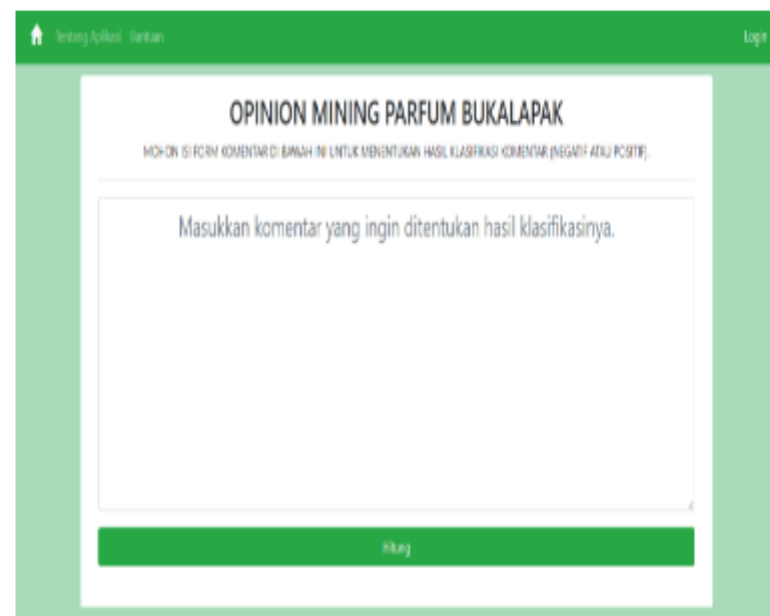 Tentang Aplikasi Bantuan Login
OPINION MINING PARFUM BUKALAPAK
MOHON ISI FORM KOMENTAR DI BAWAH INI UNTUK MENENTUKAN HASIL KLASIFIKASI KOMENTAR (NEGATIF ATAU POSITIF).
Masukkan komentar yang ingin ditentukan hasil klasifikasinya.
Hitung